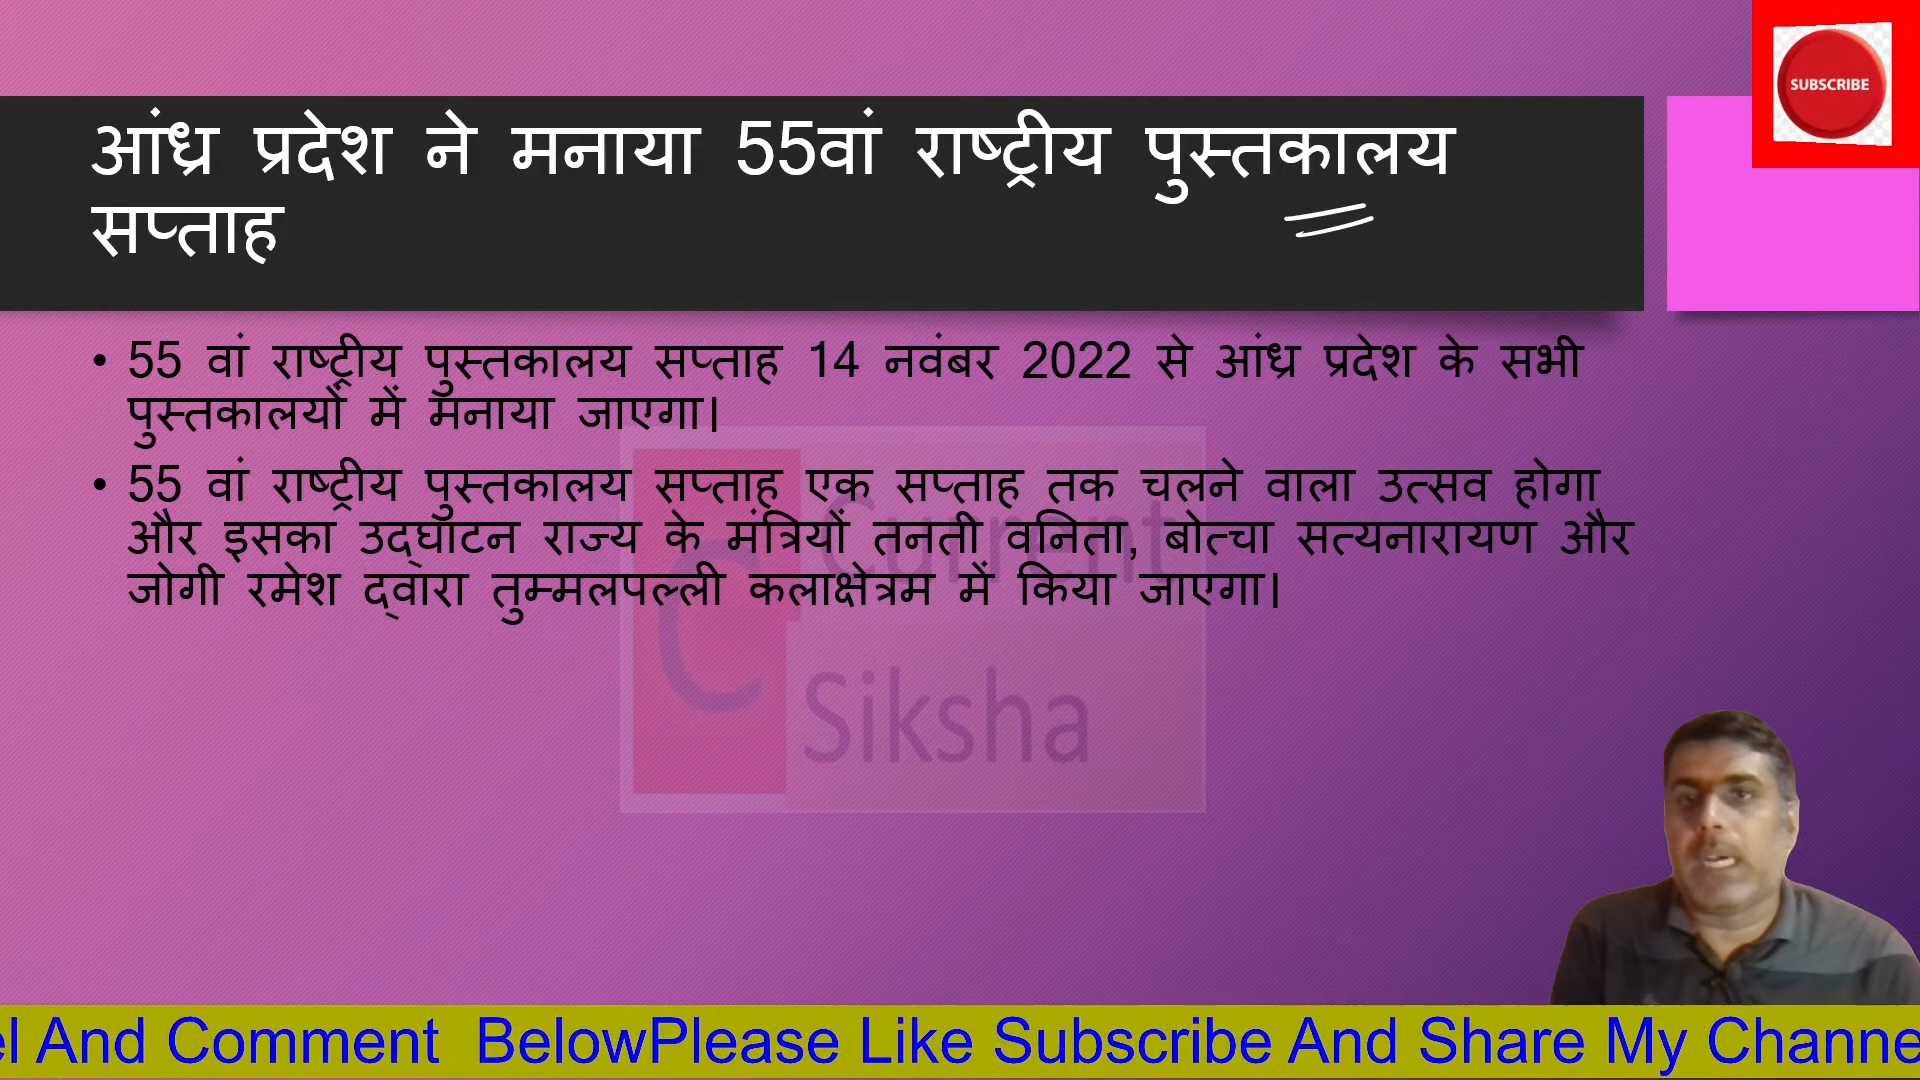 SUBSCRIBE
आंध्र प्रदेश ने मनाया 55वां राष्ट्रीय पुस्तकालय
सप्ताह
• 55 वां राष्ट्रीय पुस्तकालय सप्ताह 14 नवंबर 2022 से आंध्र प्रदेश के सभी
पुस्तकालयों में मनाया जाएगा।
• 55 वां राष्ट्रीय पुस्तकालय सप्ताह एक सप्ताह तक चलने वाला उत्सव होगा
और इसका उद्घाटन राज्य के मंत्रियों तनती वनिता, बोत्चा सत्यनारायण और
जोगी रमेश द्वारा तुम्मलपल्ली कलाक्षेत्रम में किया जाएगा।
C Current
Siksha
el And Comment BelowPlease Like Subscribe And Share My Channe